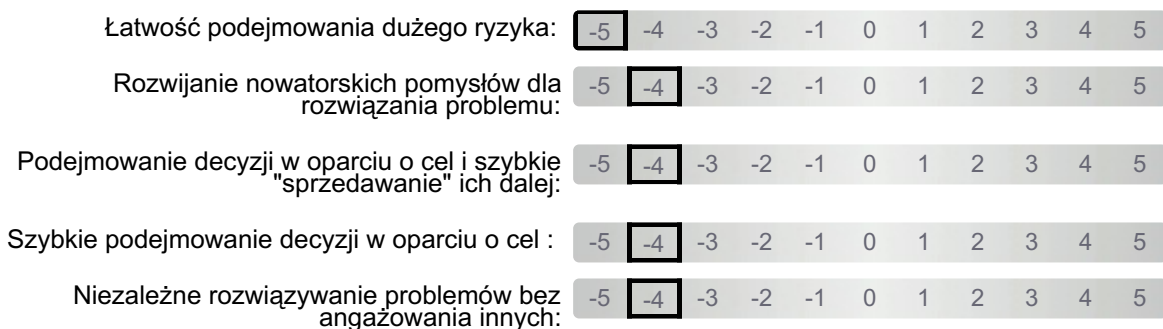 Łatwość podejmowania dużego ryzyka: -5 -4 -3 -2 -1 0 1 2 3 4 5
Rozwijanie nowatorskich pomysłów dla
rozwiązania problemu: -5 -4 -3 -2 -1 0 1 2 3 4 5
Podejmowanie decyzji w oparciu o cel i szybkie
"sprzedawanie" ich dalej: -5 -4 -3 -2 -1 0 1 2 3 4 5
Szybkie podejmowanie decyzji w oparciu o cel : -5 -4 -3 -2 -1 0 1 2 3 4 5
Niezależne rozwiązywanie problemów bez
angażowania innych: -5 -4 -3 -2 -1 0 1 2 3 4 5